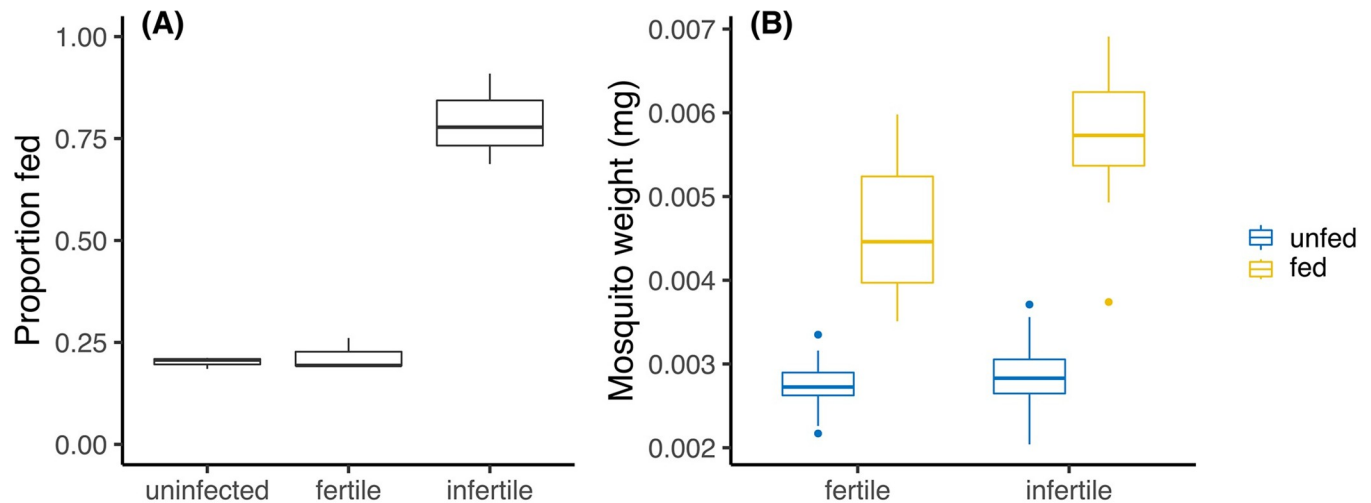 (A)
Proportion fed
1.00
0.75
0.50
0.25
0.00
uninfected fertile infertile
(B)
Mosquito weight (mg)
0.007
0.006
0.005
0.004
0.003
0.002
fertile infertile
unfed
fed